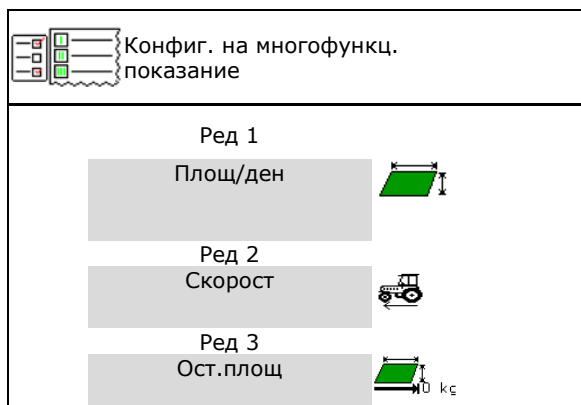 Конфиг. на многофункц.
показание
Ред 1
Площ/ден
Ред 2
Скорост
Ред 3
Ост.площ
0 kg